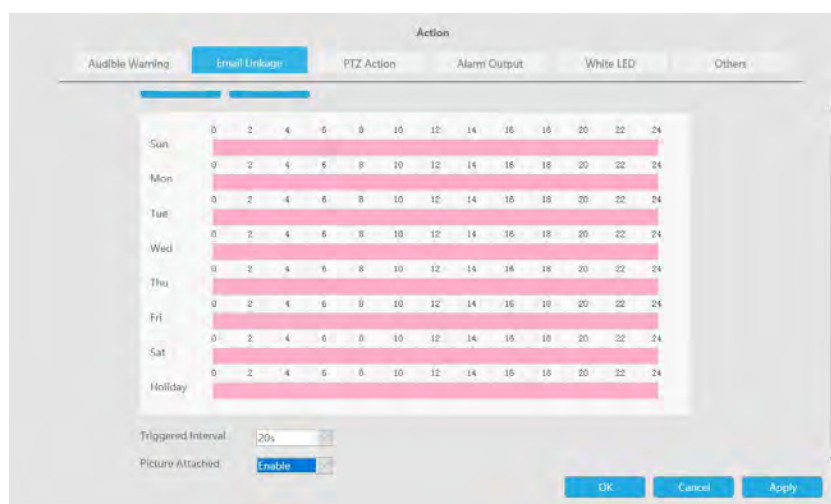 Action
Audible Warning Email Linkage PTZ Action Alarm Output White LED Others
0 2 4 6 8 10 12 14 16 18 20 22 24
Sun
0 2 4 6 8 10 12 14 16 18 20 22 24
Mon
0 2 4 6 8 10 12 14 16 18 20 22 24
Tue
0 2 4 6 8 10 12 14 16 18 20 22 24
Wed
0 2 4 6 8 10 12 14 16 18 20 22 24
Thu
0 2 4 6 8 10 12 14 16 18 20 22 24
Fri
0 2 4 6 8 10 12 14 16 18 20 22 24
Sat
0 2 4 6 8 10 12 14 16 18 20 22 24
Holiday
Triggered Interval 20s
Picture Attached Enable
OK Cancel Apply